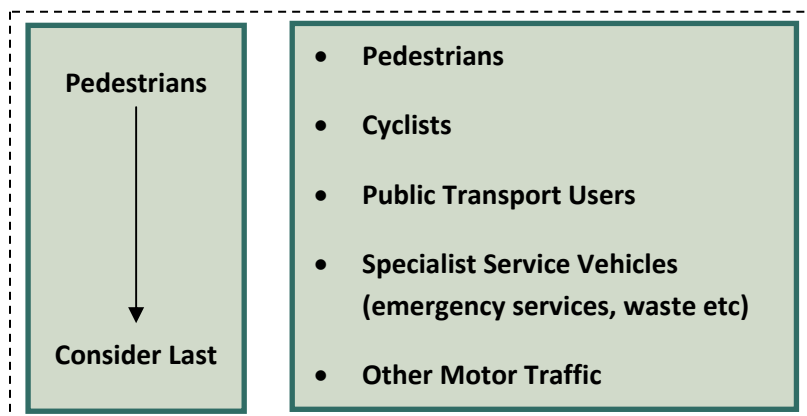 Pedestrians
Consider Last
• Pedestrians
• Cyclists
• Public Transport Users
• Specialist Service Vehicles
(emergency services, waste etc)
• Other Motor Traffic